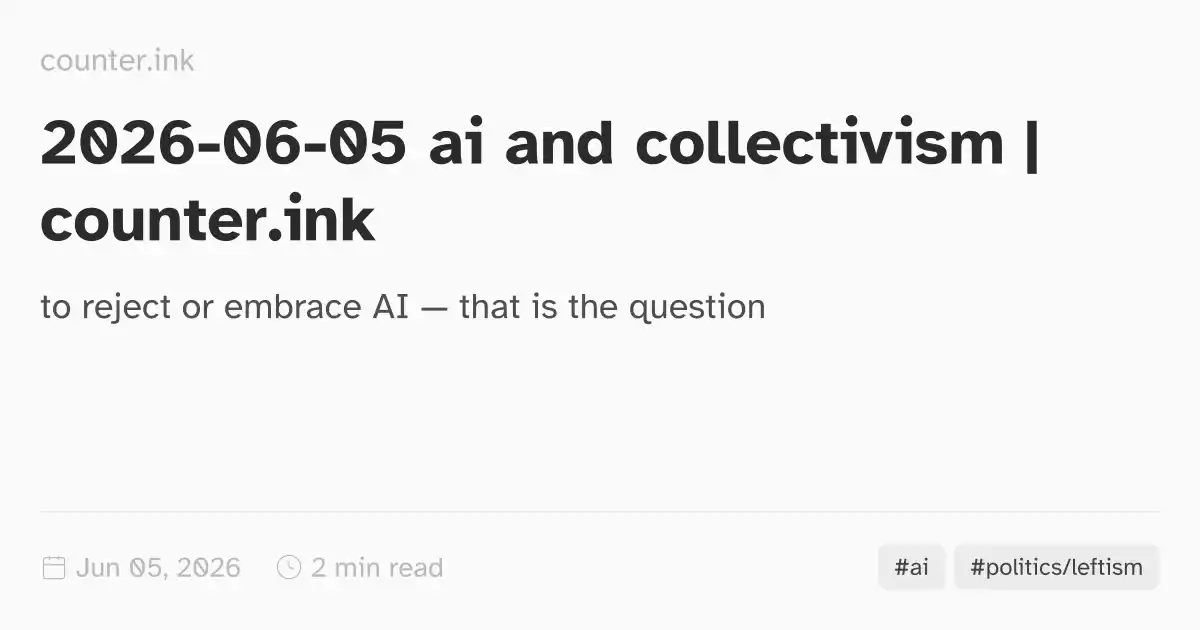 counter.ink
2026-06-05 ai and collectivism |
counter.ink
to reject or embrace AI — that is the question
Jun 05, 2026
2 min read
#ai
#politics/leftism